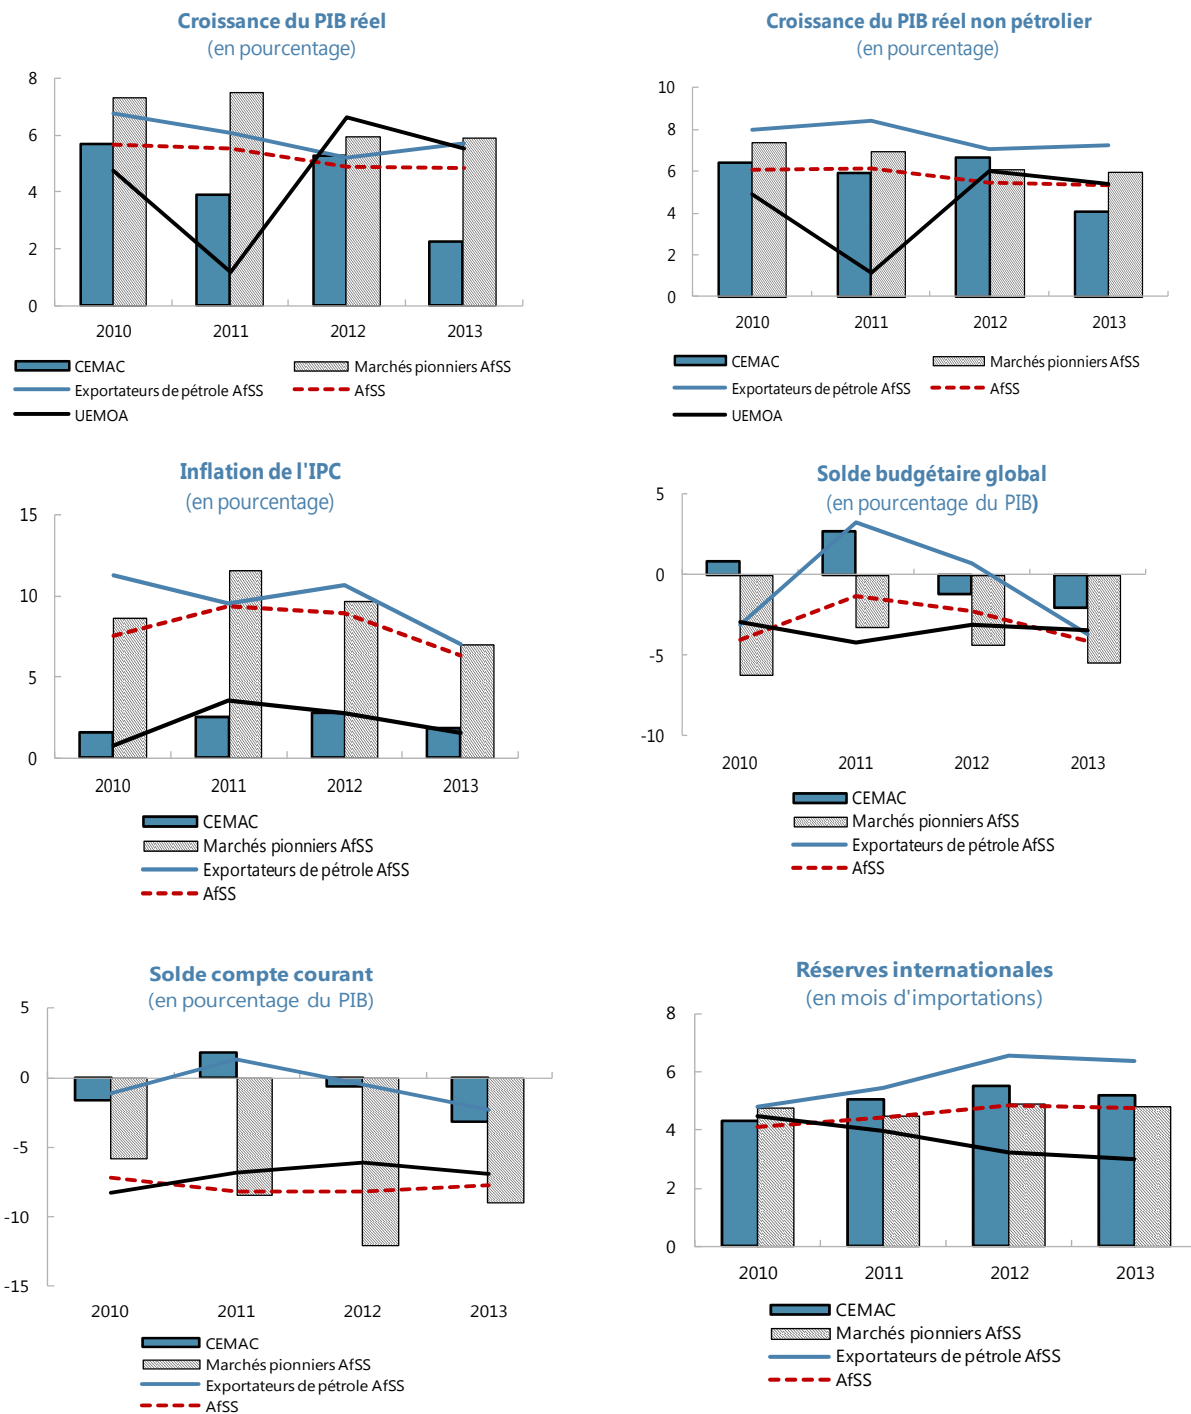 Croissance du PIB réel
(en pourcentage)
8
6
4
2
0
2010 2011 2012 2013
CEMAC Marchés pionniers AfSS
Exportateurs de pétrole AfSS AfSS
UEMOA
Croissance du PIB réel non pétrolier
(en pourcentage)
10
8
6
4
2
0
2010 2011 2012 2013
CEMAC Marchés pionniers AfSS
Exportateurs de pétrole AfSS AfSS
UEMOA
Inflation de l'IPC
(en pourcentage)
15
10
5
0
2010 2011 2012 2013
CEMAC
Marchés pionniers AfSS
Exportateurs de pétrole AfSS
AfSS
Solde budgétaire global
(en pourcentage du PIB)
5
0
-5
-10
2010 2011 2012 2013
CEMAC
Marchés pionniers AfSS
Exportateurs de pétrole AfSS
AfSS
Solde compte courant
(en pourcentage du PIB)
5
0
-5
-10
-15
2010 2011 2012 2013
CEMAC
Marchés pionniers AfSS
Exportateurs de pétrole AfSS
AfSS
Réserves internationales
(en mois d'importations)
8
6
4
2
0
2010 2011 2012 2013
CEMAC
Marchés pionniers AfSS
Exportateurs de pétrole AfSS
AfSS